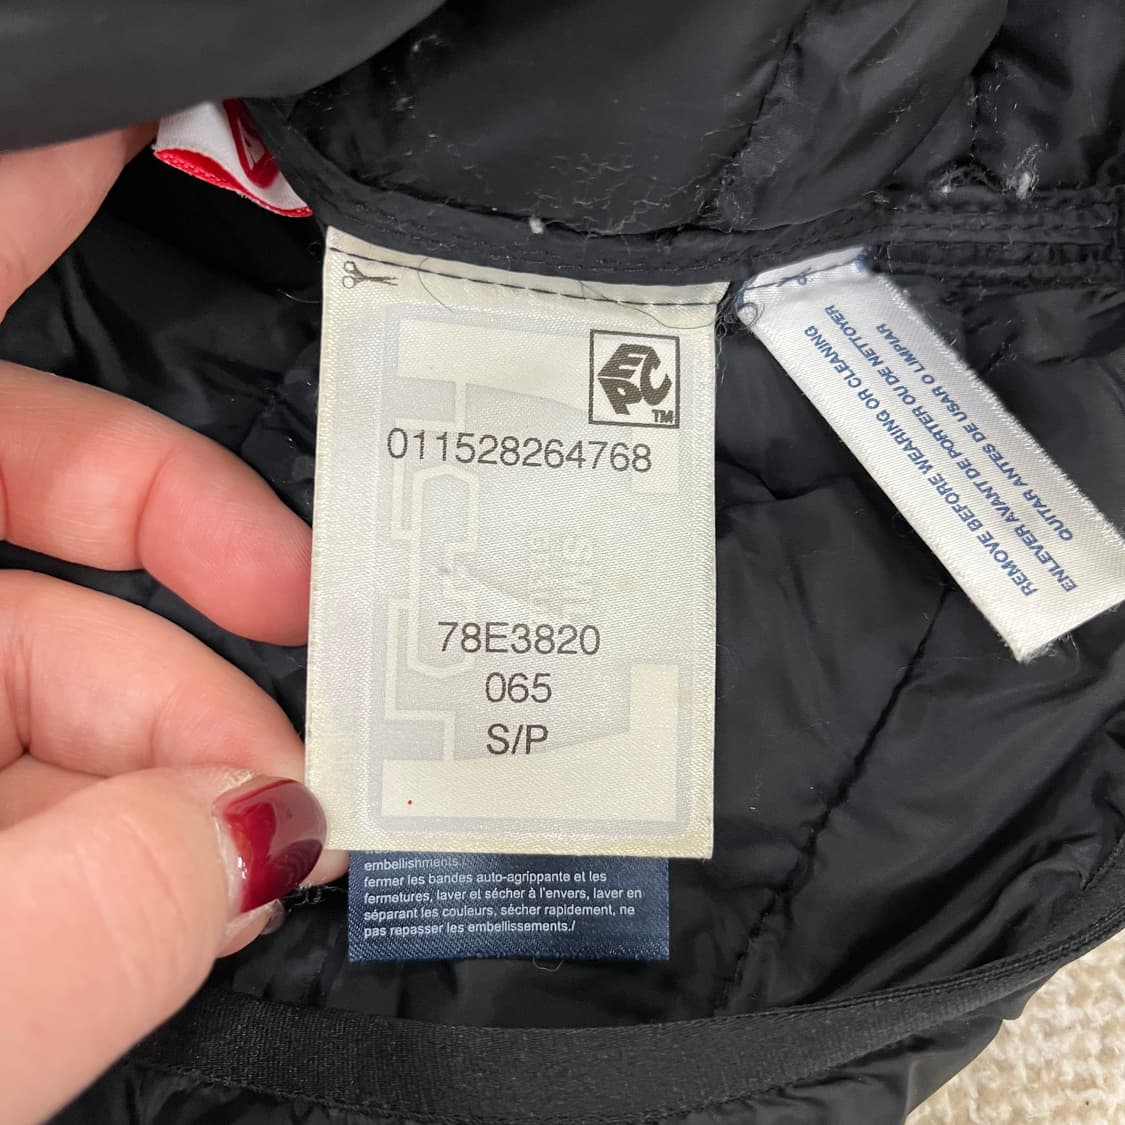 EPC
TM
011528264768
78E3820
065
S/P
embellishments./
fermer les bandes auto-agrippante et les
fermetures, laver et sécher à l'envers, laver en
séparant les couleurs, sécher rapidement, ne
pas repasser les embellissements./
REMOVE BEFORE WEARING OR CLEANING
ENLEVER AVANT DE PORTER OU DE NETTOYER
QUITAR ANTES DE USAR O LIMPIAR